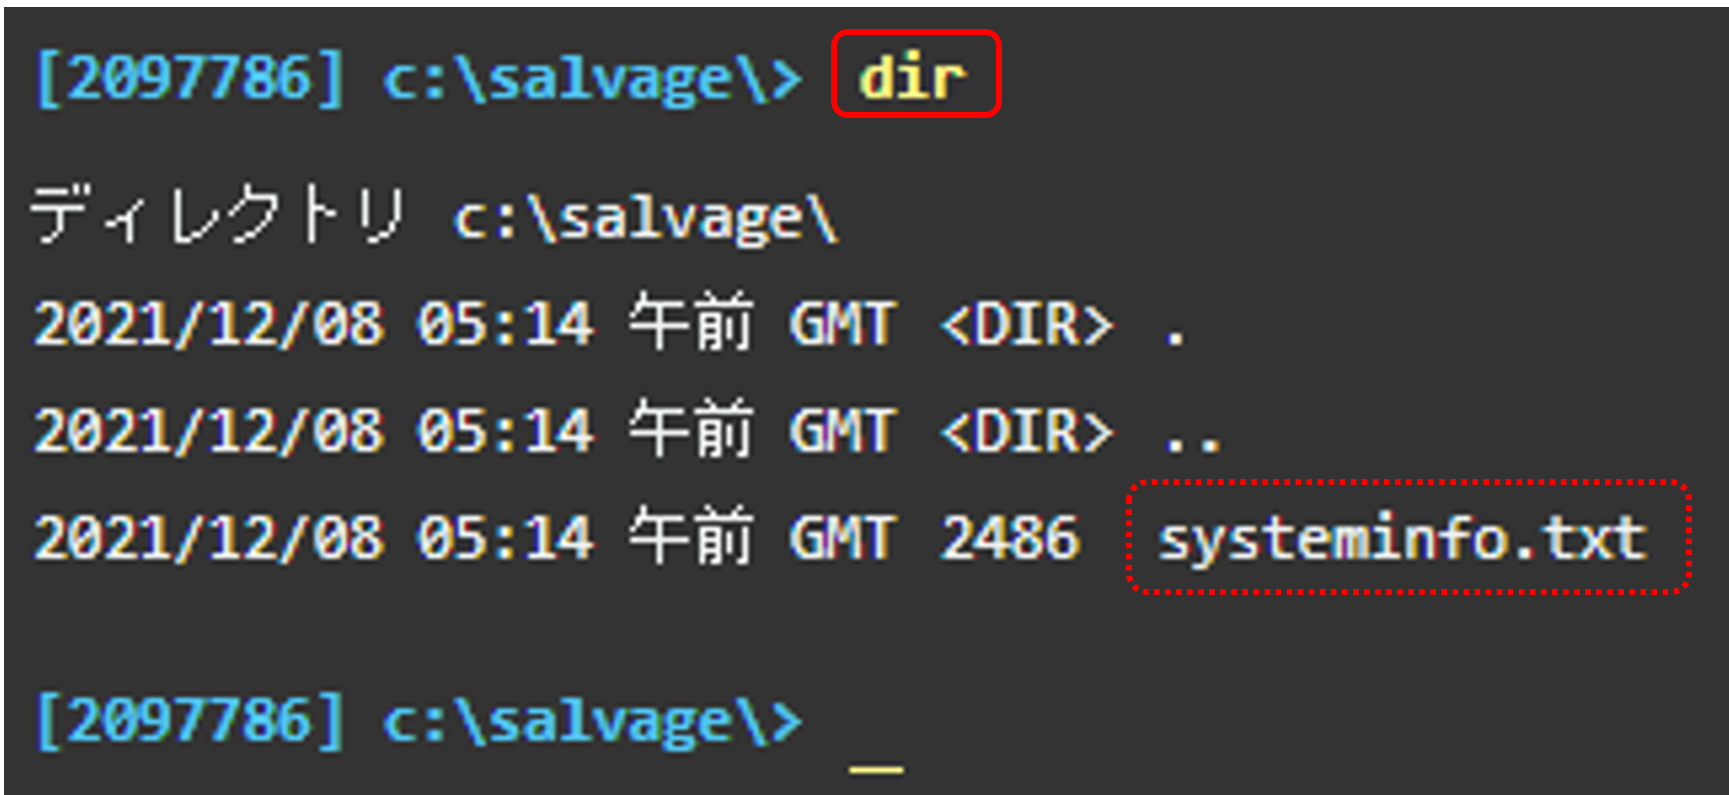 [2097786] c:\salvage\> dir
ディレクトリ c:\salvage\
2021/12/08 05:14 午前 GMT <DIR> .
2021/12/08 05:14 午前 GMT <DIR> ..
2021/12/08 05:14 午前 GMT 2486 systeminfo.txt
[2097786] c:\salvage\> _